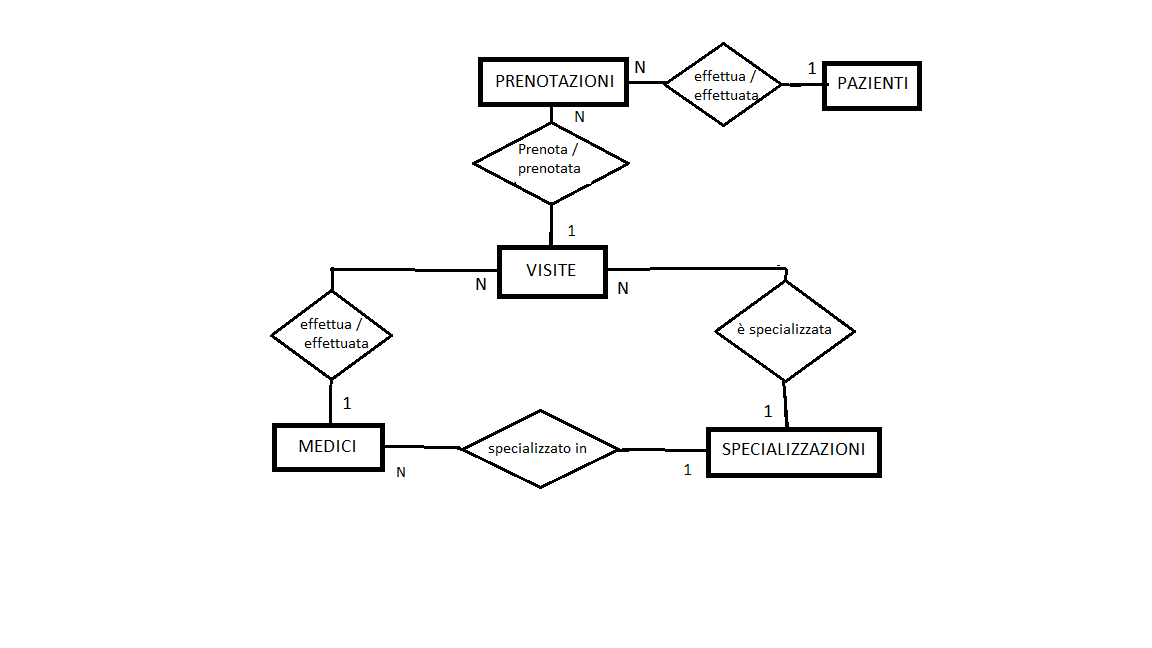 PRENOTAZIONI
N
effettua /
effettuata
1
PAZIENTI
N
Prenota /
prenotata
1
VISITE
N
N
effettua /
effettuata
è specializzata
1
1
MEDICI
N
specializzato in
1
SPECIALIZZAZIONI